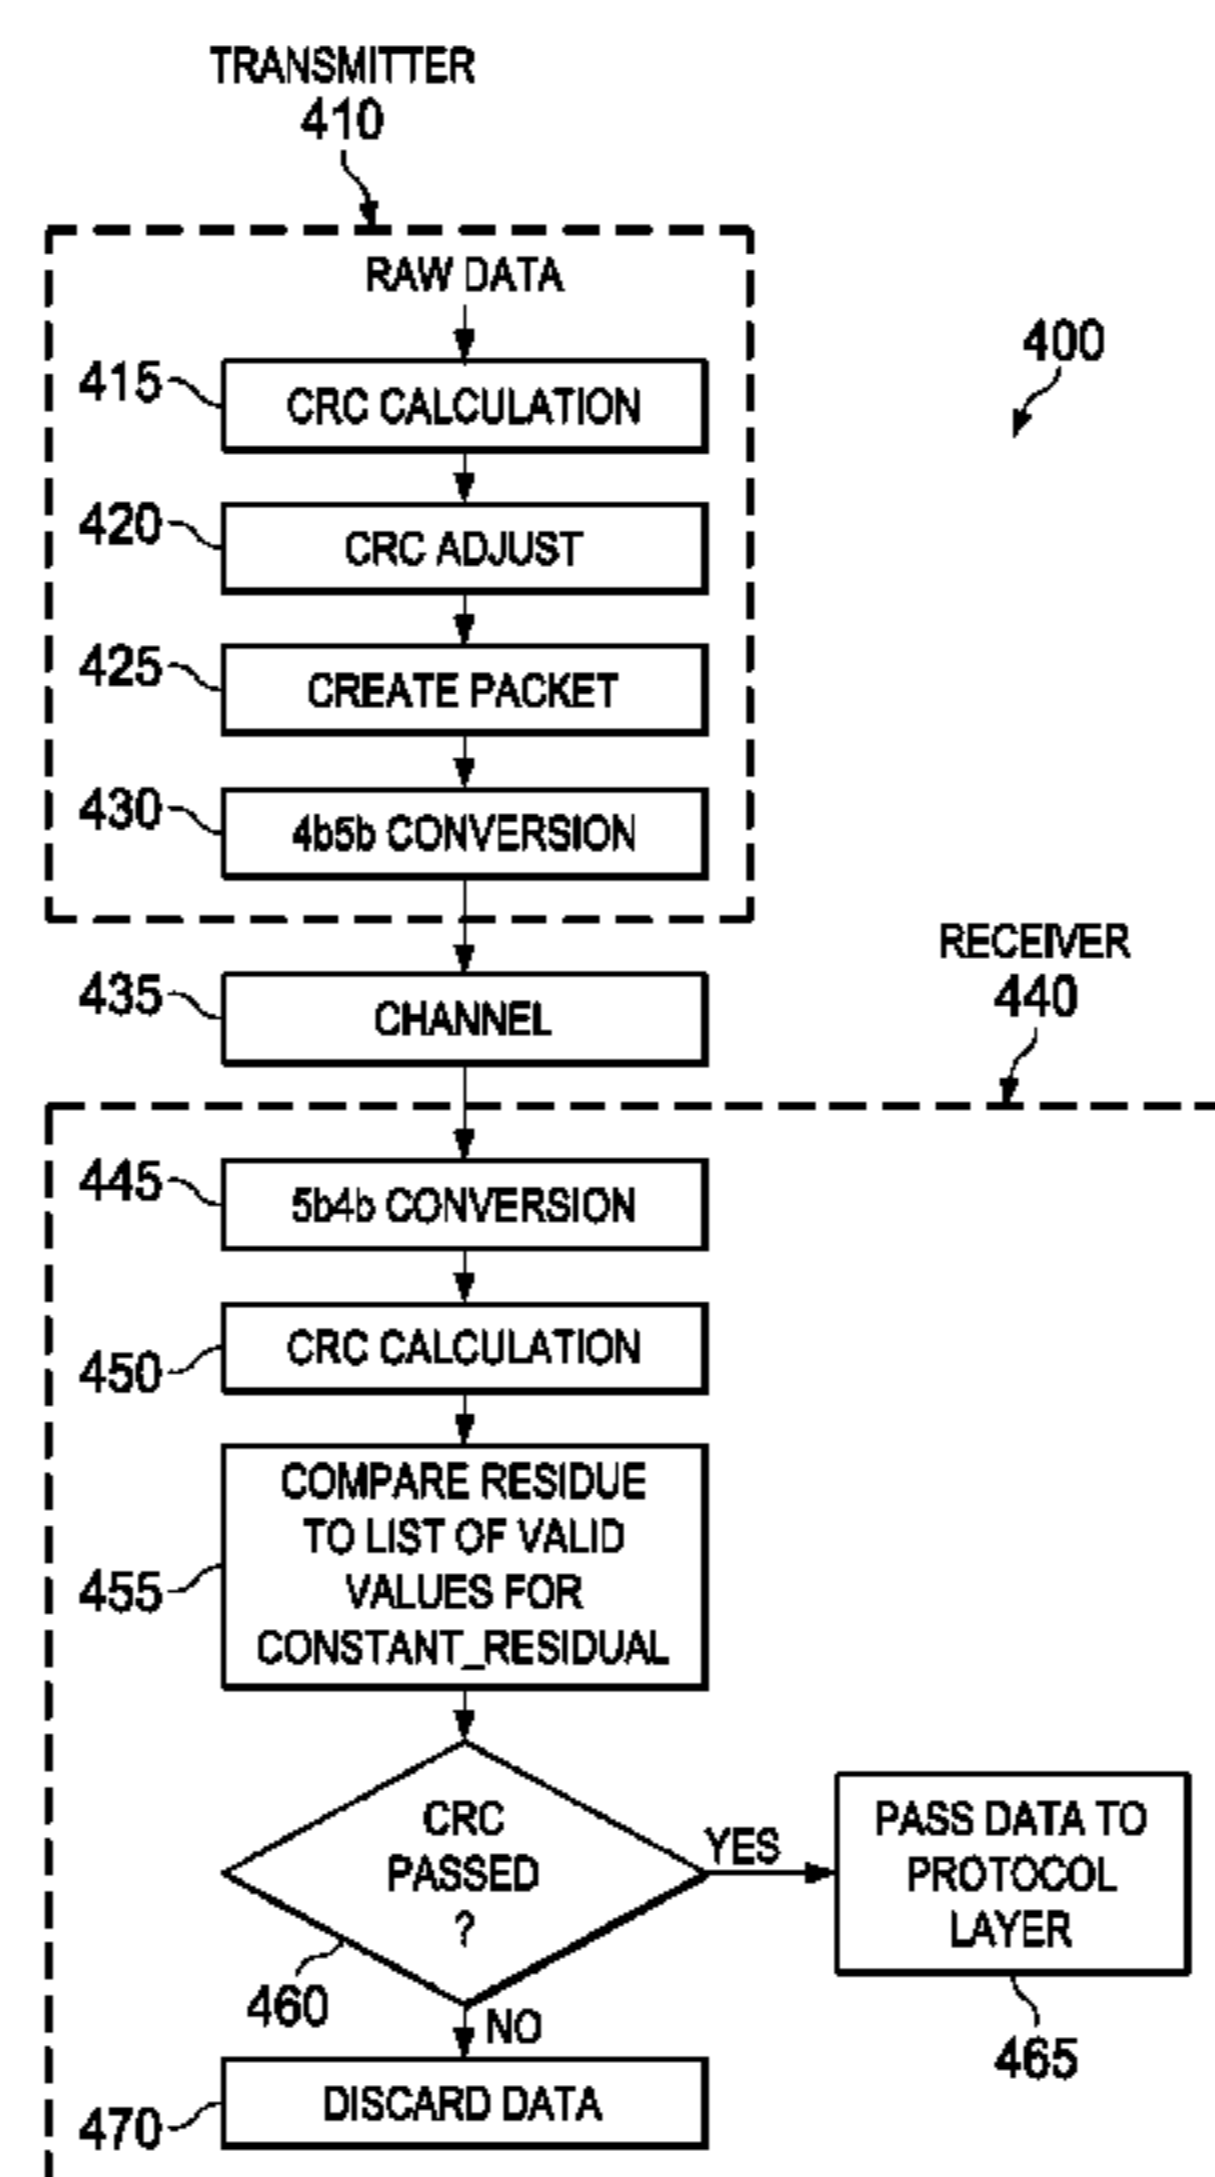 TRANSMITTER
410
RAW DATA
400
415
CRC CALCULATION
420
CRC ADJUST
425
CREATE PACKET
430
4b5b CONVERSION
RECEIVER
440
435
CHANNEL
445
5b4b CONVERSION
450
CRC CALCULATION
455
COMPARE RESIDUE
TO LIST OF VALID
VALUES FOR
CONSTANT_RESIDUAL
CRC
PASSED
?
460
YES
PASS DATA TO
PROTOCOL
LAYER
465
NO
470
DISCARD DATA